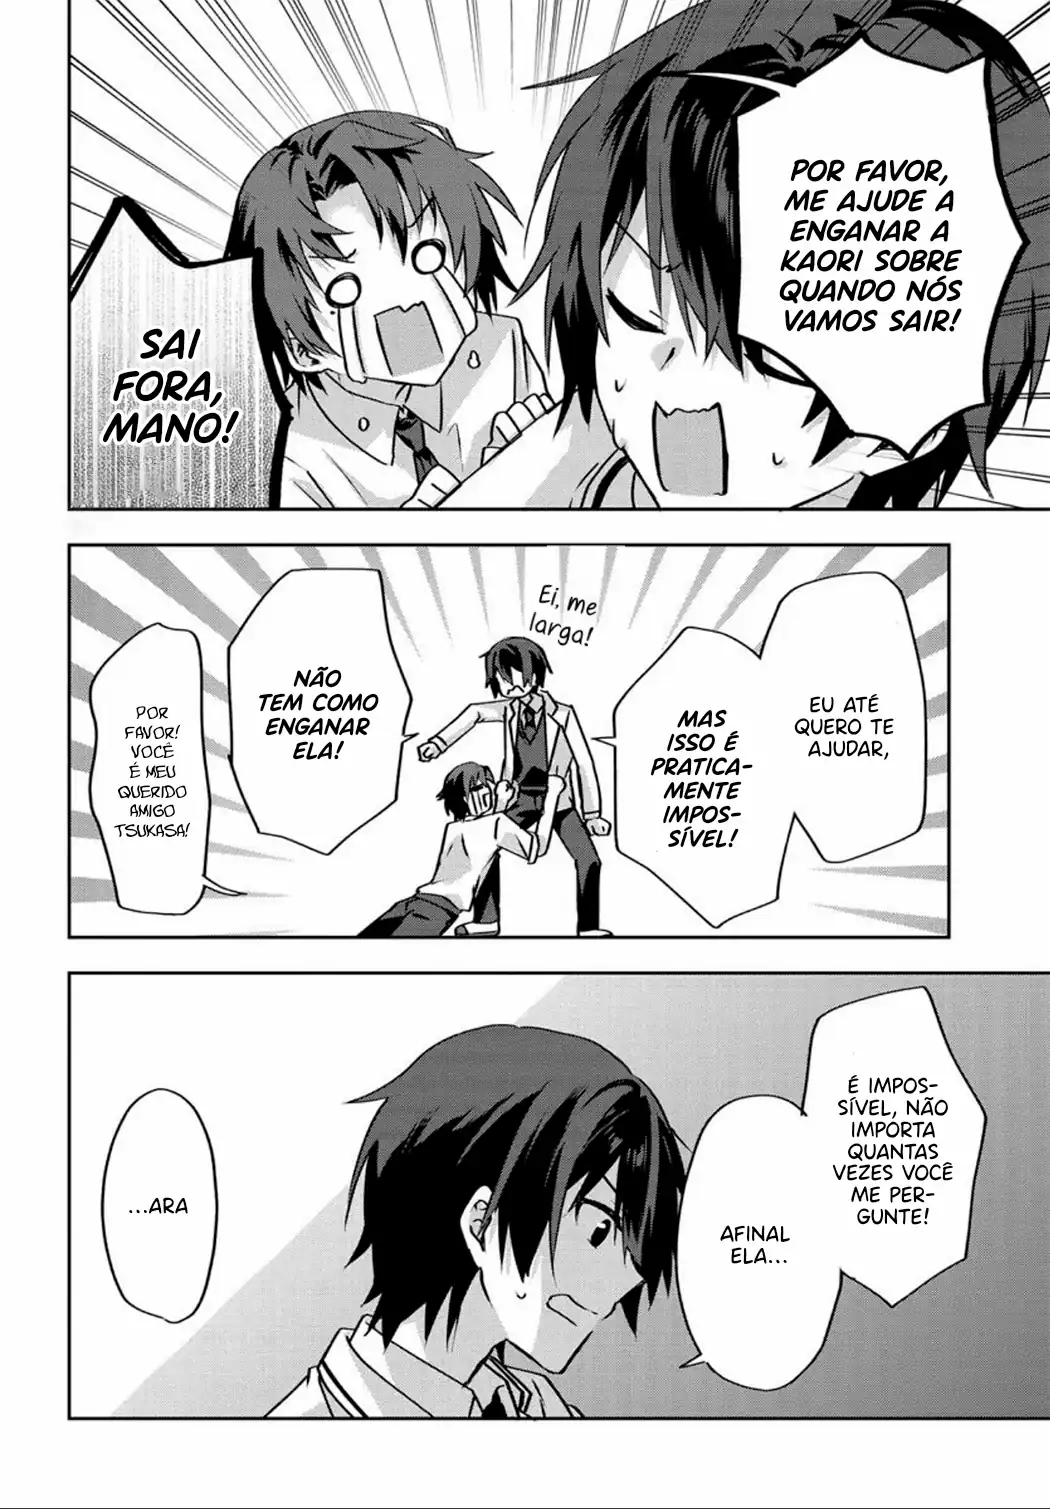 POR FAVOR,
ME AJUDE A
ENGANAR A
KAORI SOBRE
QUANDO NÓS
VAMOS SAIR!
SAI
FORA,
MANO!
EU ATÉ
QUERO TE
AJUDAR,
MAS
ISSO É
PRATICA-
MENTE
IMPOS-
SÍVEL!
Ei, me
larga!
NÃO
TEM COMO
ENGANAR
ELA!
POR
FAVOR!
VOCÊ
É MEU
QUERIDO
AMIGO
TSUKASA!
É IMPOS-
SÍVEL, NÃO
IMPORTA
QUANTAS
VEZES VOCÊ
ME PER-
GUNTE!
AFINAL
ELA...
...ARA